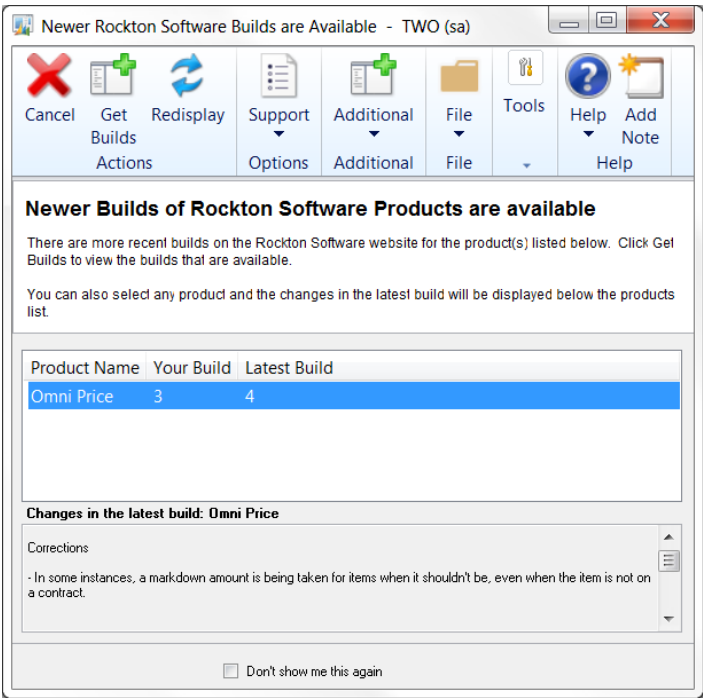 Newer Rockton Software Builds are Available - TWO (sa)
Cancel
Get Builds
Redisplay
Actions
Support
Options
Additional
Additional
File
File
Tools
Help
Add Note
Help
Newer Builds of Rockton Software Products are available
There are more recent builds on the Rockton Software website for the product(s) listed below. Click Get
Builds to view the builds that are available.
You can also select any product and the changes in the latest build will be displayed below the products
list.
Product Name Your Build Latest Build
Omni Price 3 4
Changes in the latest build: Omni Price
Corrections
- In some instances, a markdown amount is being taken for items when it shouldn't be, even when the item is not on
a contract.
Don't show me this again